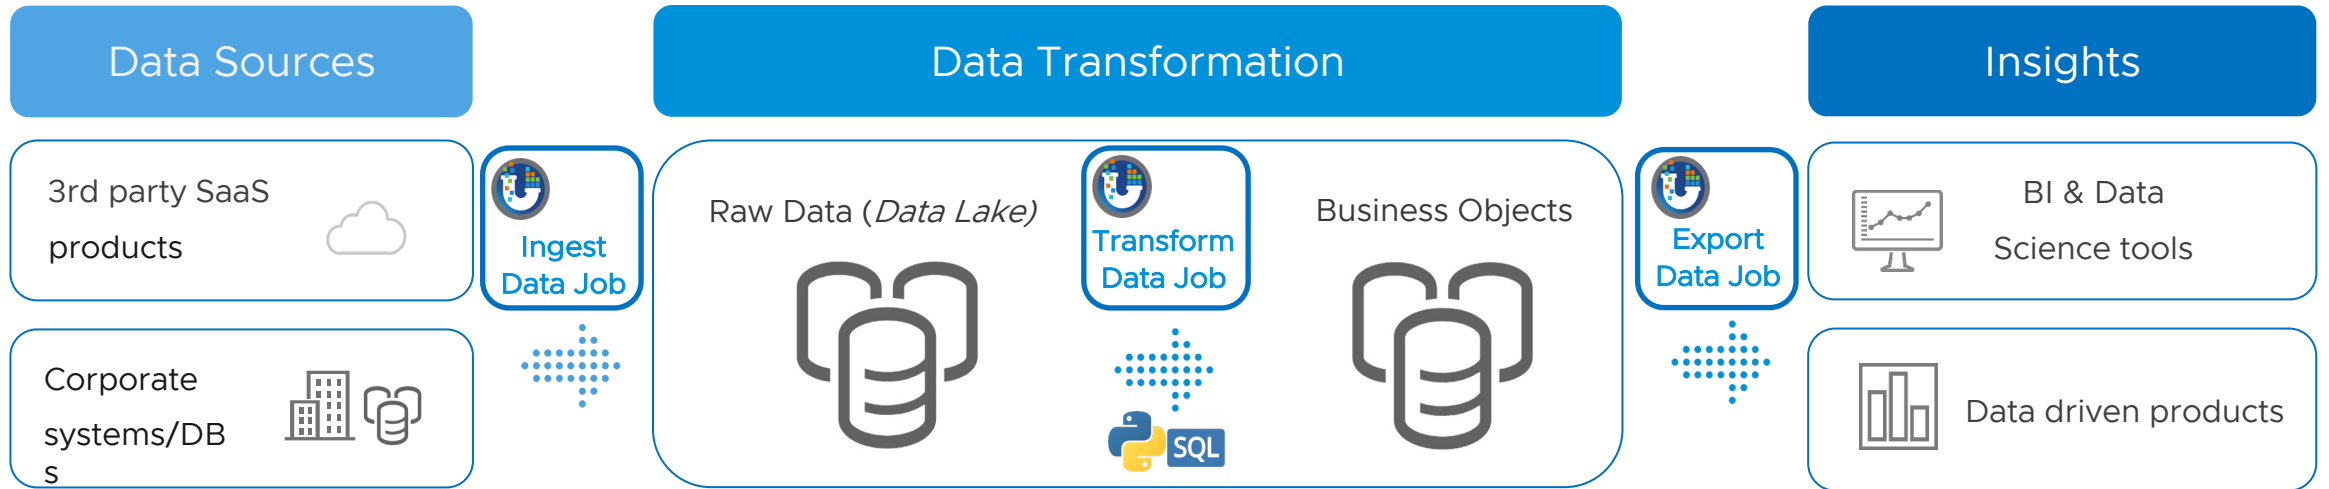 Data Sources
Data Transformation
Insights
3rd party SaaS
products
Ingest
Data Job
Raw Data (Data Lake)
Transform
Data Job
Business Objects
Export
Data Job
BI & Data
Science tools
Corporate
systems/DB
s
SQL
Data driven products